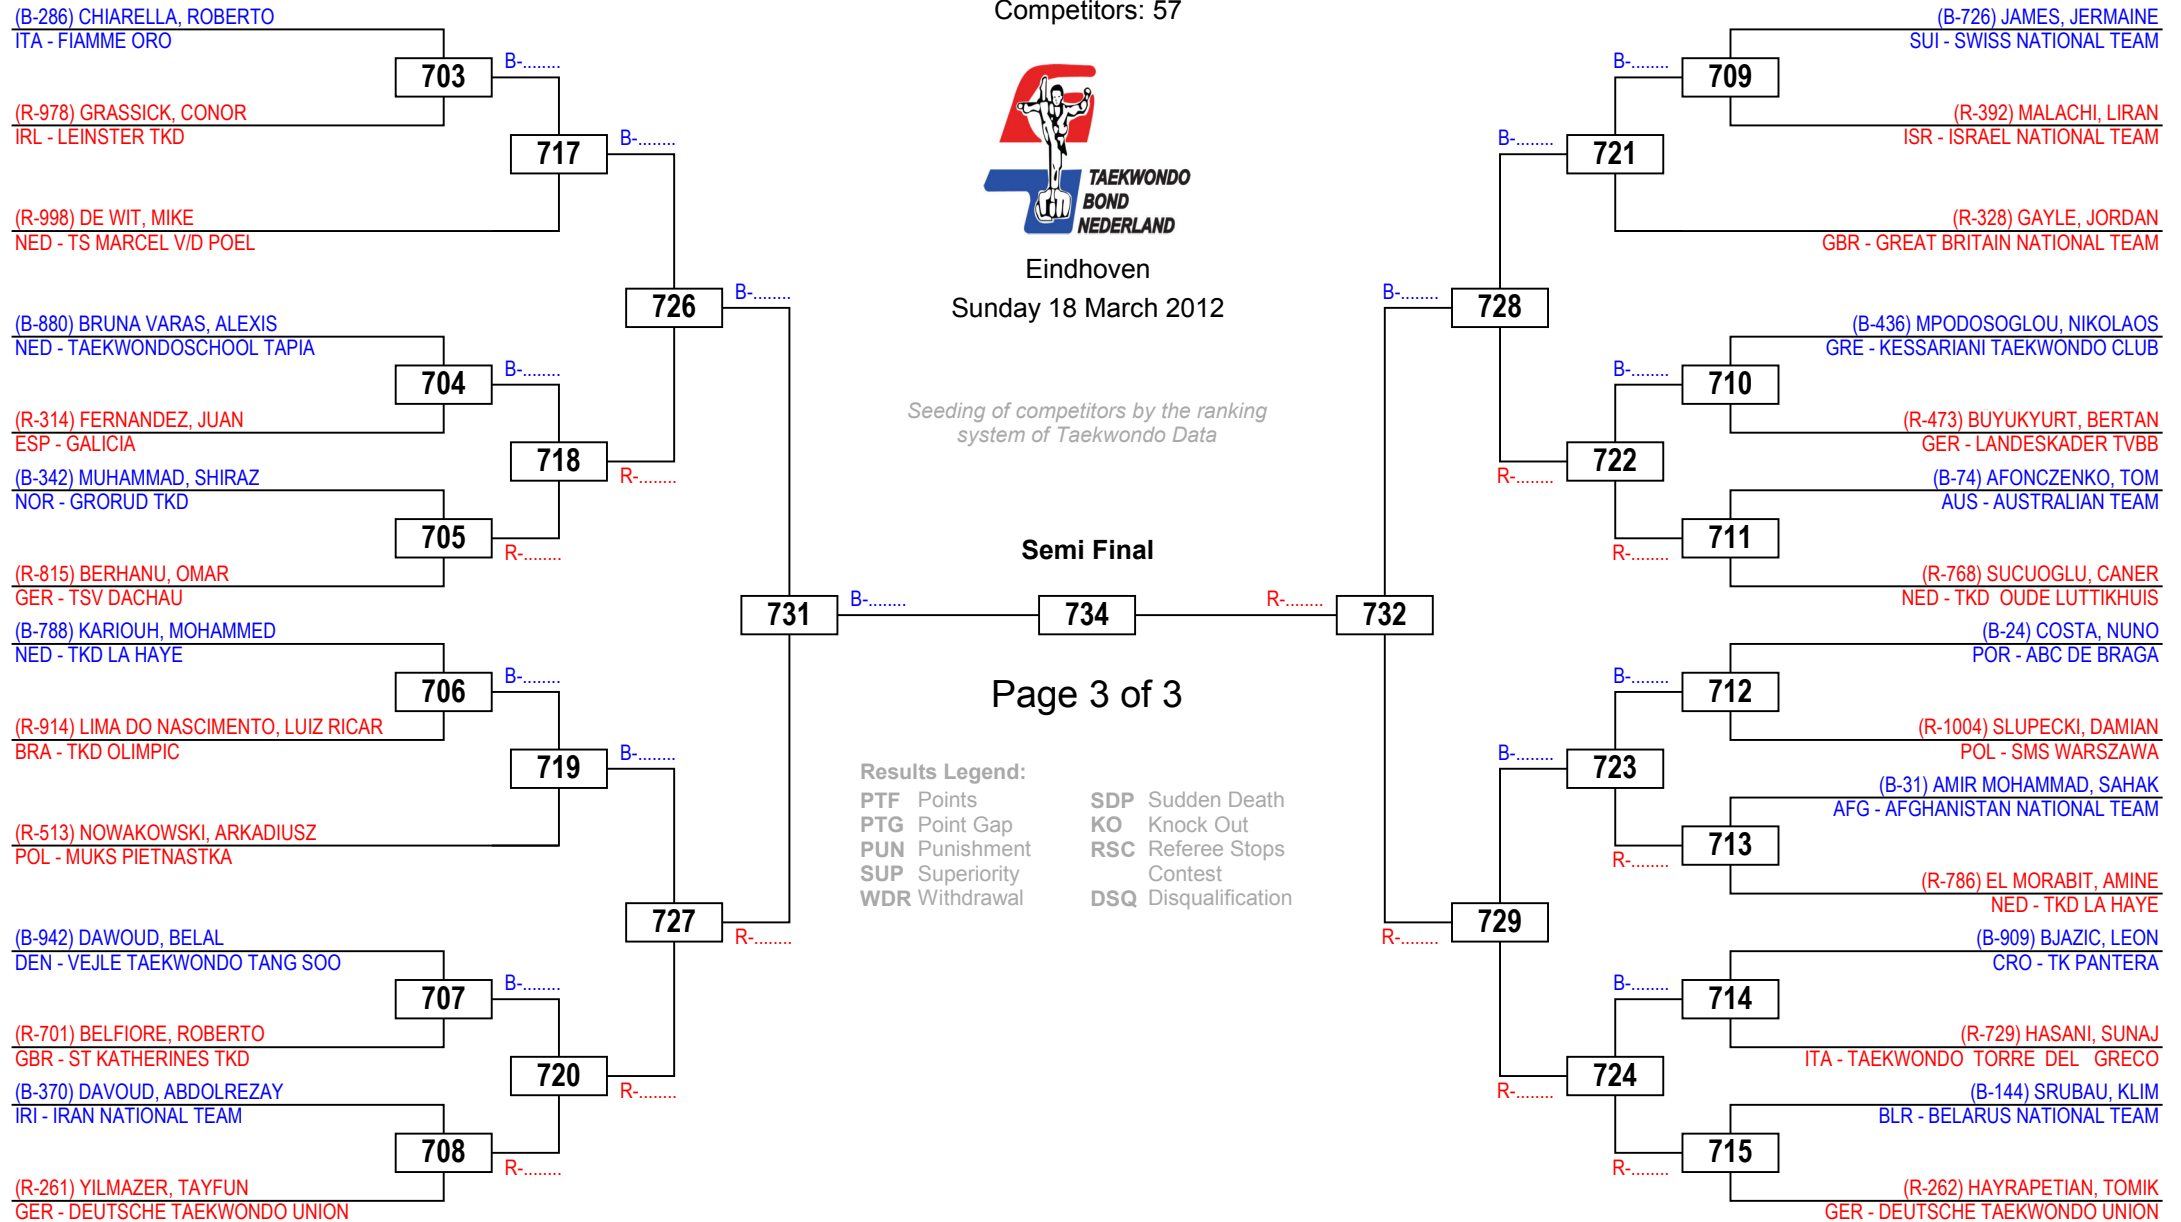 (B-286) CHIARELLA, ROBERTO
ITA - FIAMME ORO
703
B-........
(R-978) GRASSICK, CONOR
IRL - LEINSTER TKD
717
B-........
(R-998) DE WIT, MIKE
NED - TS MARCEL V/D POEL
726
B-........
(B-880) BRUNA VARAS, ALEXIS
NED - TAEKWONDOSCHOOL TAPIA
704
B-........
(R-314) FERNANDEZ, JUAN
ESP - GALICIA
718
R-........
(B-342) MUHAMMAD, SHIRAZ
NOR - GRORUD TKD
705
R-........
(R-815) BERHANU, OMAR
GER - TSV DACHAU
731
B-........
(B-788) KARIOUH, MOHAMMED
NED - TKD LA HAYE
706
B-........
(R-914) LIMA DO NASCIMENTO, LUIZ RICAR
BRA - TKD OLIMPIC
719
B-........
(R-513) NOWAKOWSKI, ARKADIUSZ
POL - MUKS PIETNASTKA
727
R-........
(B-942) DAWOUD, BELAL
DEN - VEJLE TAEKWONDO TANG SOO
707
B-........
(R-701) BELFIORE, ROBERTO
GBR - ST KATHERINES TKD
720
R-........
(B-370) DAVOUD, ABDOLREZAY
IRI - IRAN NATIONAL TEAM
708
R-........
(R-261) YILMAZER, TAYFUN
GER - DEUTSCHE TAEKWONDO UNION
Competitors: 57
TAEKWONDO
BOND
NEDERLAND
Eindhoven
Sunday 18 March 2012
Seeding of competitors by the ranking
system of Taekwondo Data
Semi Final
734
Page 3 of 3
Results Legend:
PTF Points SDP Sudden Death
PTG Point Gap KO Knock Out
PUN Punishment RSC Referee Stops
SUP Superiority Contest
WDR Withdrawal DSQ Disqualification
(B-726) JAMES, JERMAINE
SUI - SWISS NATIONAL TEAM
B-........
709
(R-392) MALACHI, LIRAN
ISR - ISRAEL NATIONAL TEAM
B-........
721
(R-328) GAYLE, JORDAN
GBR - GREAT BRITAIN NATIONAL TEAM
B-........
728
(B-436) MPODOSOGLOU, NIKOLAOS
GRE - KESSARIANI TAEKWONDO CLUB
B-........
710
(R-473) BUYUKYURT, BERTAN
GER - LANDESKADER TVBB
R-........
722
(B-74) AFONCZENKO, TOM
AUS - AUSTRALIAN TEAM
R-........
711
(R-768) SUCUOGLU, CANER
NED - TKD OUDE LUTTIKHUIS
R-........
732
(B-24) COSTA, NUNO
POR - ABC DE BRAGA
B-........
712
(R-1004) SLUPECKI, DAMIAN
POL - SMS WARSZAWA
B-........
723
(B-31) AMIR MOHAMMAD, SAHAK
AFG - AFGHANISTAN NATIONAL TEAM
R-........
713
(R-786) EL MORABIT, AMINE
NED - TKD LA HAYE
R-........
729
(B-909) BJAZIC, LEON
CRO - TK PANTERA
B-........
714
(R-729) HASANI, SUNAJ
ITA - TAEKWONDO TORRE DEL GRECO
R-........
724
(B-144) SRUBAU, KLIM
BLR - BELARUS NATIONAL TEAM
R-........
715
(R-262) HAYRAPETIAN, TOMIK
GER - DEUTSCHE TAEKWONDO UNION